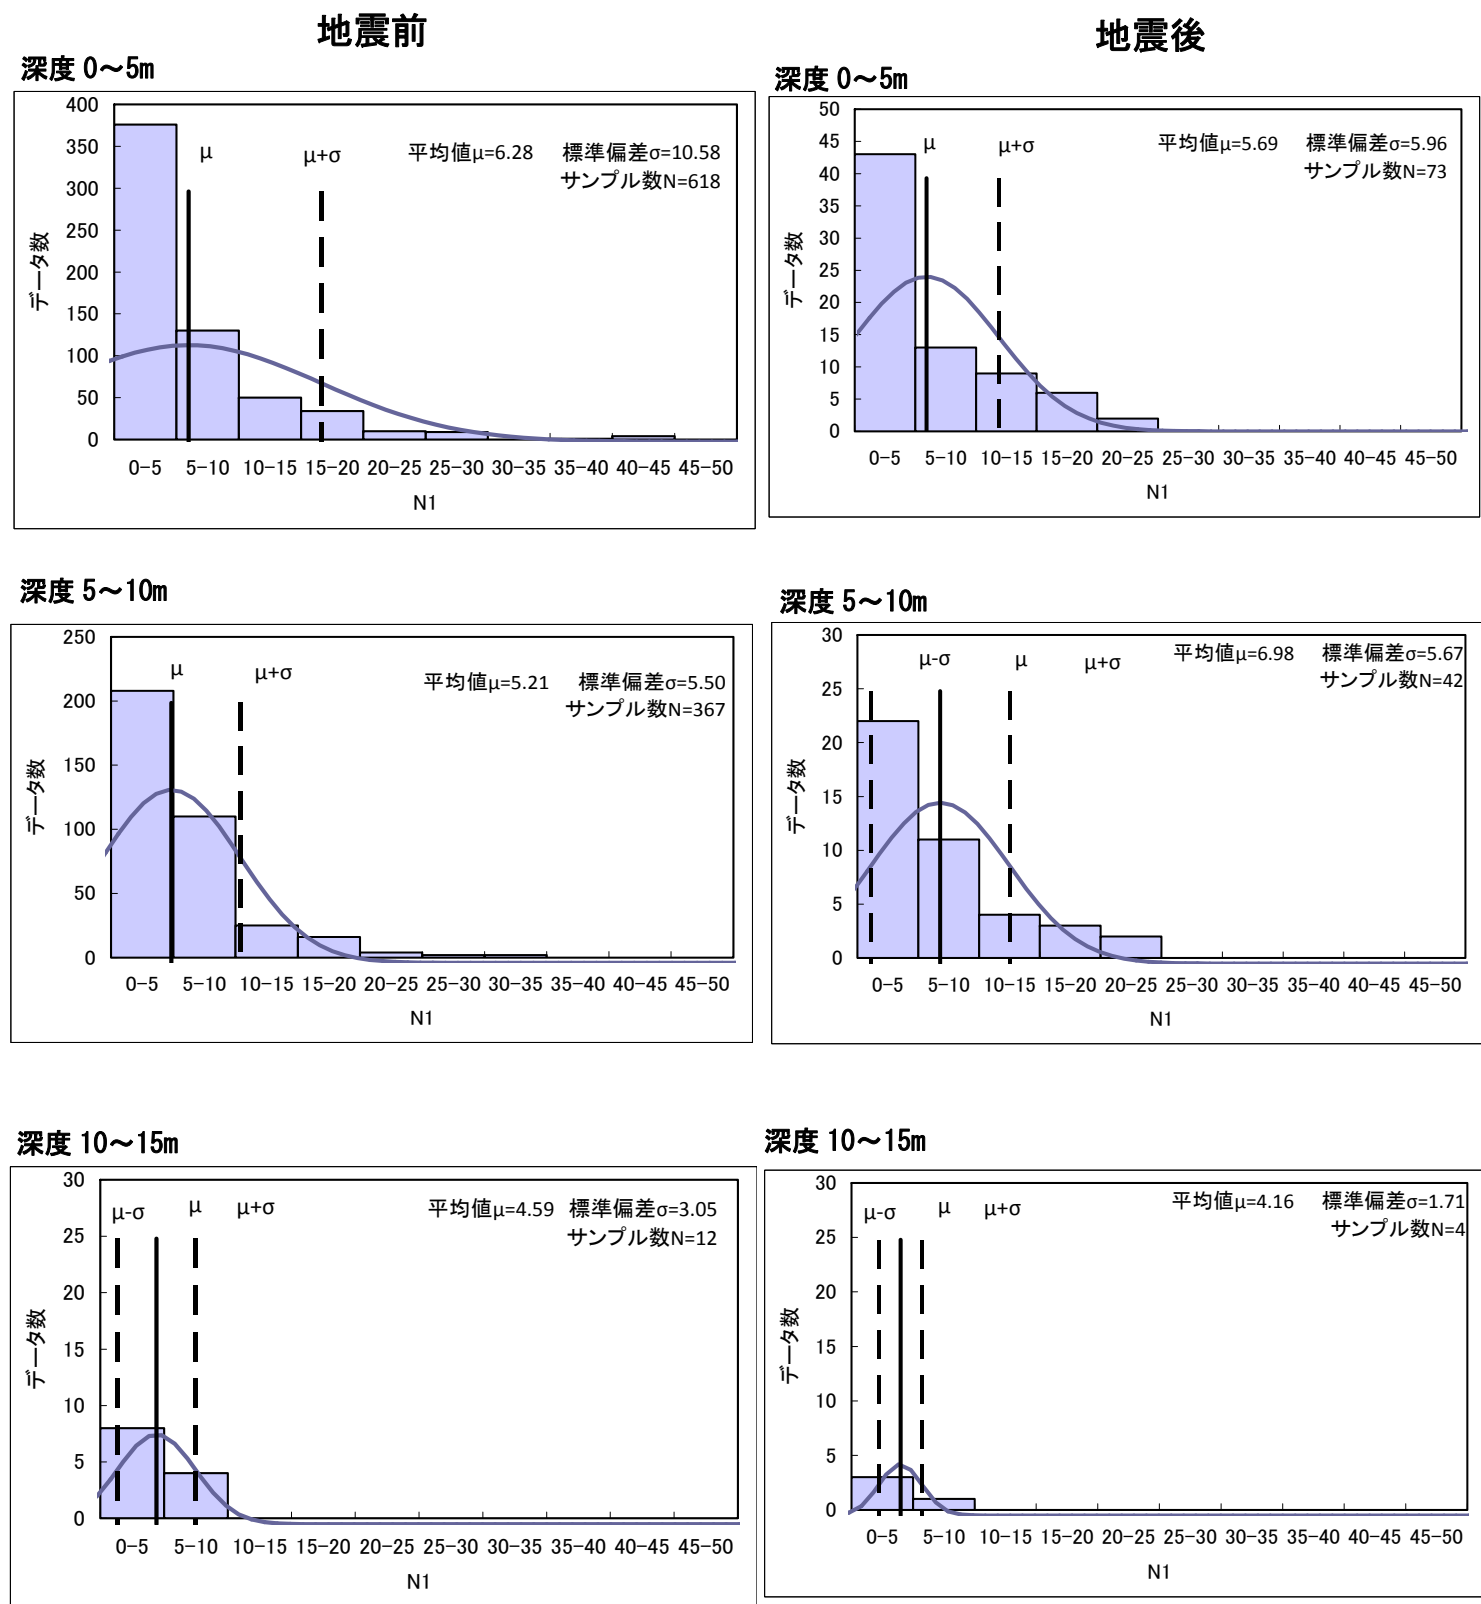 地震前
地震後
深度 0～5m
400
350
300
250
200
150
100
50
0
データ数
μ
μ+σ
平均値μ=6.28 標準偏差σ=10.58
サンプル数N=618
0-5 5-10 10-15 15-20 20-25 25-30 30-35 35-40 40-45 45-50
N1
深度 0～5m
50
45
40
35
30
25
20
15
10
5
0
データ数
μ
μ+σ
平均値μ=5.69 標準偏差σ=5.96
サンプル数N=73
0-5 5-10 10-15 15-20 20-25 25-30 30-35 35-40 40-45 45-50
N1
深度 5～10m
250
200
150
100
50
0
データ数
μ
μ+σ
平均値μ=5.21 標準偏差σ=5.50
サンプル数N=367
0-5 5-10 10-15 15-20 20-25 25-30 30-35 35-40 40-45 45-50
N1
深度 5～10m
30
25
20
15
10
5
0
データ数
μ-σ
μ
μ+σ
平均値μ=6.98 標準偏差σ=5.67
サンプル数N=42
0-5 5-10 10-15 15-20 20-25 25-30 30-35 35-40 40-45 45-50
N1
深度 10～15m
30
25
20
15
10
5
0
データ数
μ-σ
μ
μ+σ
平均値μ=4.59 標準偏差σ=3.05
サンプル数N=12
0-5 5-10 10-15 15-20 20-25 25-30 30-35 35-40 40-45 45-50
N1
深度 10～15m
30
25
20
15
10
5
0
データ数
μ-σ
μ
μ+σ
平均値μ=4.16 標準偏差σ=1.71
サンプル数N=4
0-5 5-10 10-15 15-20 20-25 25-30 30-35 35-40 40-45 45-50
N1